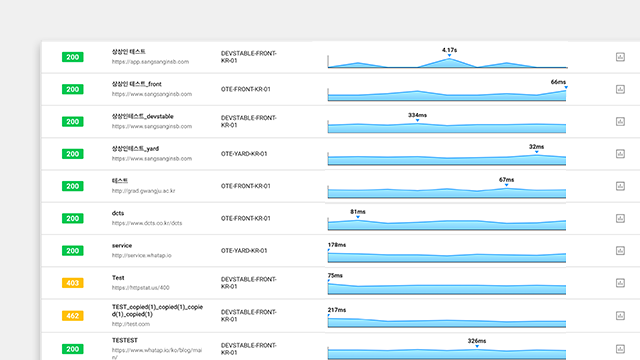 200
상상인 테스트
https://app.sangsanginsb.com
DEVSTABLE-FRONT-
KR-01
4.17s
200
상상인 테스트_front
https://www.sangsanginsb.com
OTE-FRONT-KR-01
66ms
200
상상인테스트_devstable
https://www.sangsanginsb.com
DEVSTABLE-FRONT-
KR-01
334ms
200
상상인테스트_yard
https://www.sangsanginsb.com
OTE-YARD-KR-01
32ms
200
테스트
http://grad.gwangju.ac.kr
OTE-FRONT-KR-01
67ms
200
dcts
https://www.dcts.co.kr/dcts
OTE-FRONT-KR-01
81ms
200
service
http://service.whatap.io
OTE-YARD-KR-01
178ms
403
Test
https://httpstat.us/400
DEVSTABLE-FRONT-
KR-01
75ms
462
TEST_copied(1)_copied(1)_copie
d(1)_copied(1)
http://test.com
DEVSTABLE-FRONT-
KR-01
217ms
200
TESTEST
https://www.whatap.io/ko/blog/mai
n/
DEVSTABLE-FRONT-
KR-01
326ms